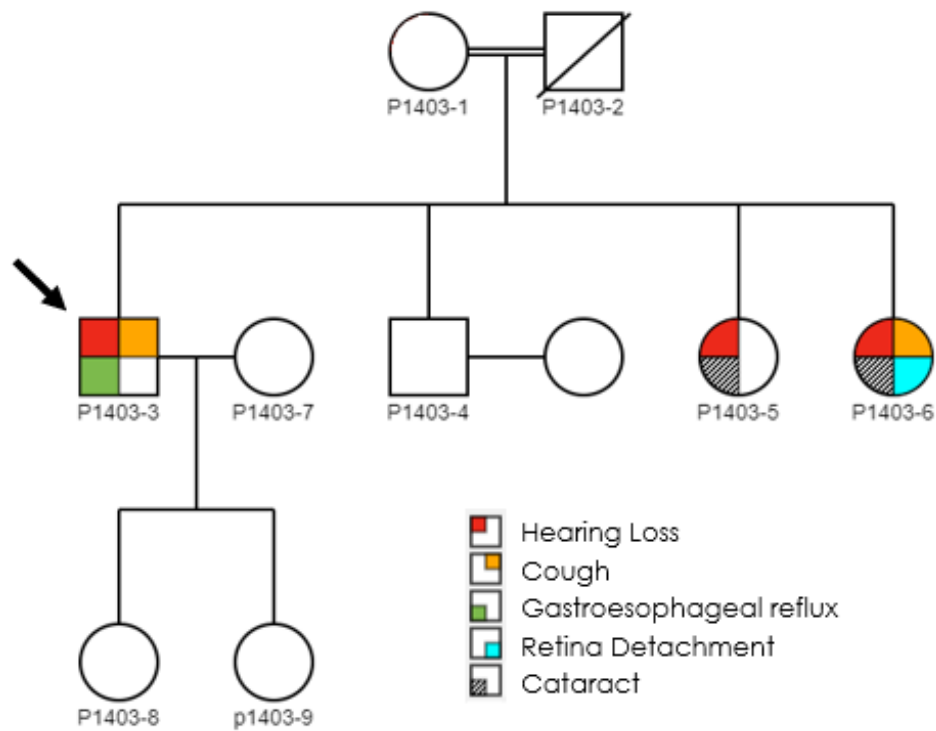 P1403-1 P1403-2
P1403-3 P1403-7 P1403-4 P1403-5 P1403-6
Hearing Loss
Cough
Gastroesophageal reflux
Retina Detachment
Cataract
P1403-8 p1403-9